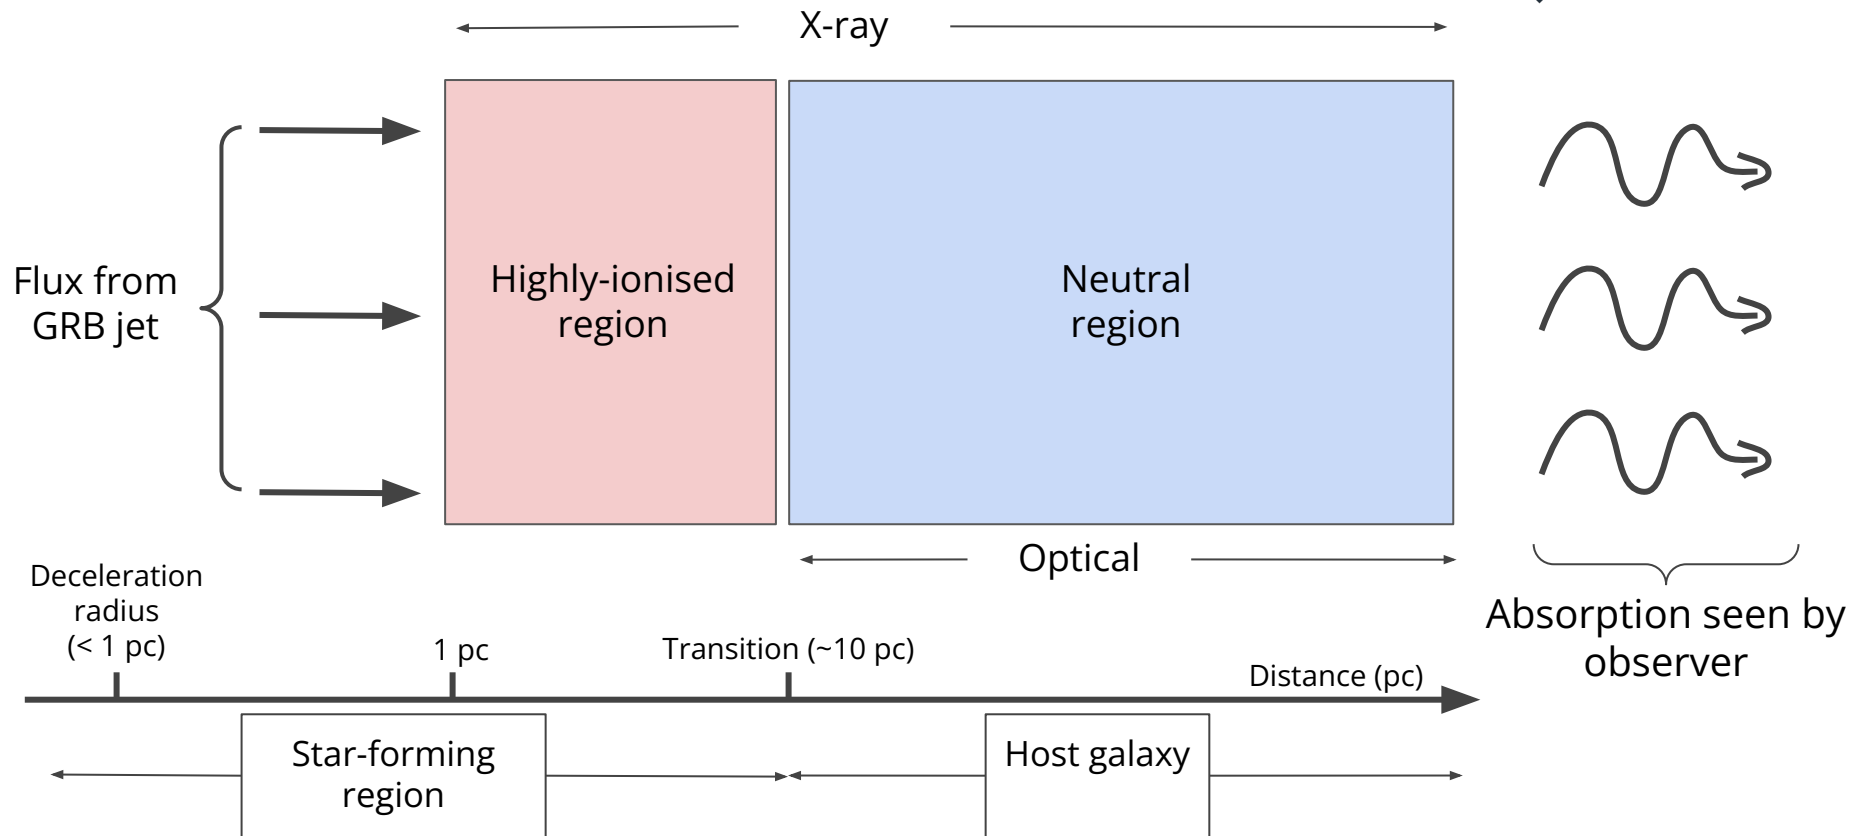 X-ray
Flux from
GRB jet
Highly-ionised
region
Neutral
region
Optical
Absorption seen by
observer
Deceleration
radius
(< 1 pc)
1 pc
Transition (~10 pc)
Distance (pc)
Star-forming
region
Host galaxy